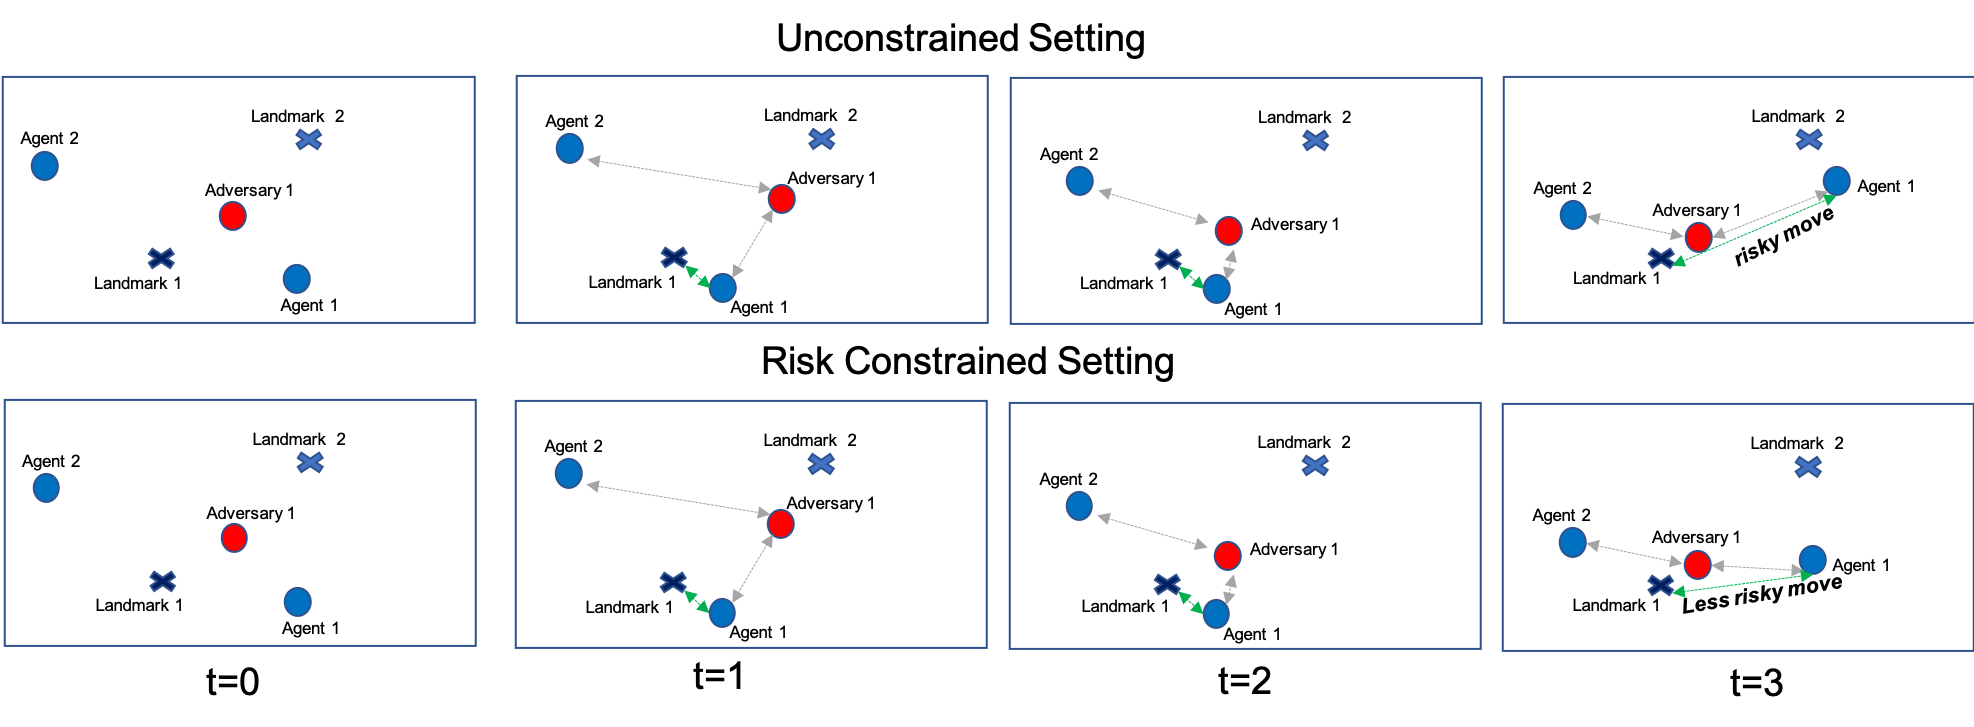 Unconstrained Setting
Agent 2
Landmark 2
Adversary 1
Landmark 1
Agent 1
Agent 2
Landmark 2
Adversary 1
Landmark 1
Agent 1
Agent 2
Landmark 2
Adversary 1
Landmark 1
Agent 1
Landmark 2
Agent 2
Agent 1
Adversary 1
risky move
Landmark 1
Risk Constrained Setting
Agent 2
Landmark 2
Adversary 1
Landmark 1
Agent 1
Agent 2
Landmark 2
Adversary 1
Landmark 1
Agent 1
Agent 2
Landmark 2
Adversary 1
Landmark 1
Agent 1
Landmark 2
Agent 2
Adversary 1
Agent 1
Landmark 1
Less risky move
t=0
t=1
t=2
t=3